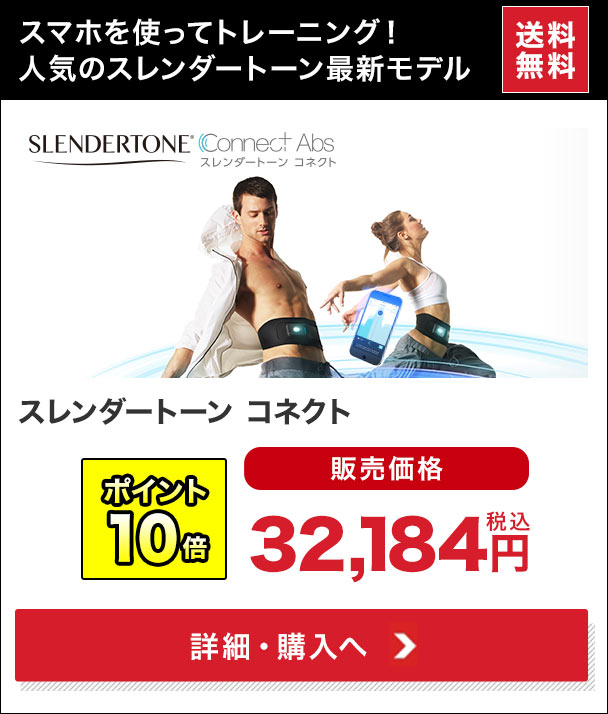 スマホを使ってトレーニング！
人気のスレンダートーン最新モデル
送料
無料
SLENDERTONE® Connect Abs
スレンダートーン コネクト
スレンダートーン コネクト
ポイント
10倍
販売価格
32,184円 税込
詳細・購入へ